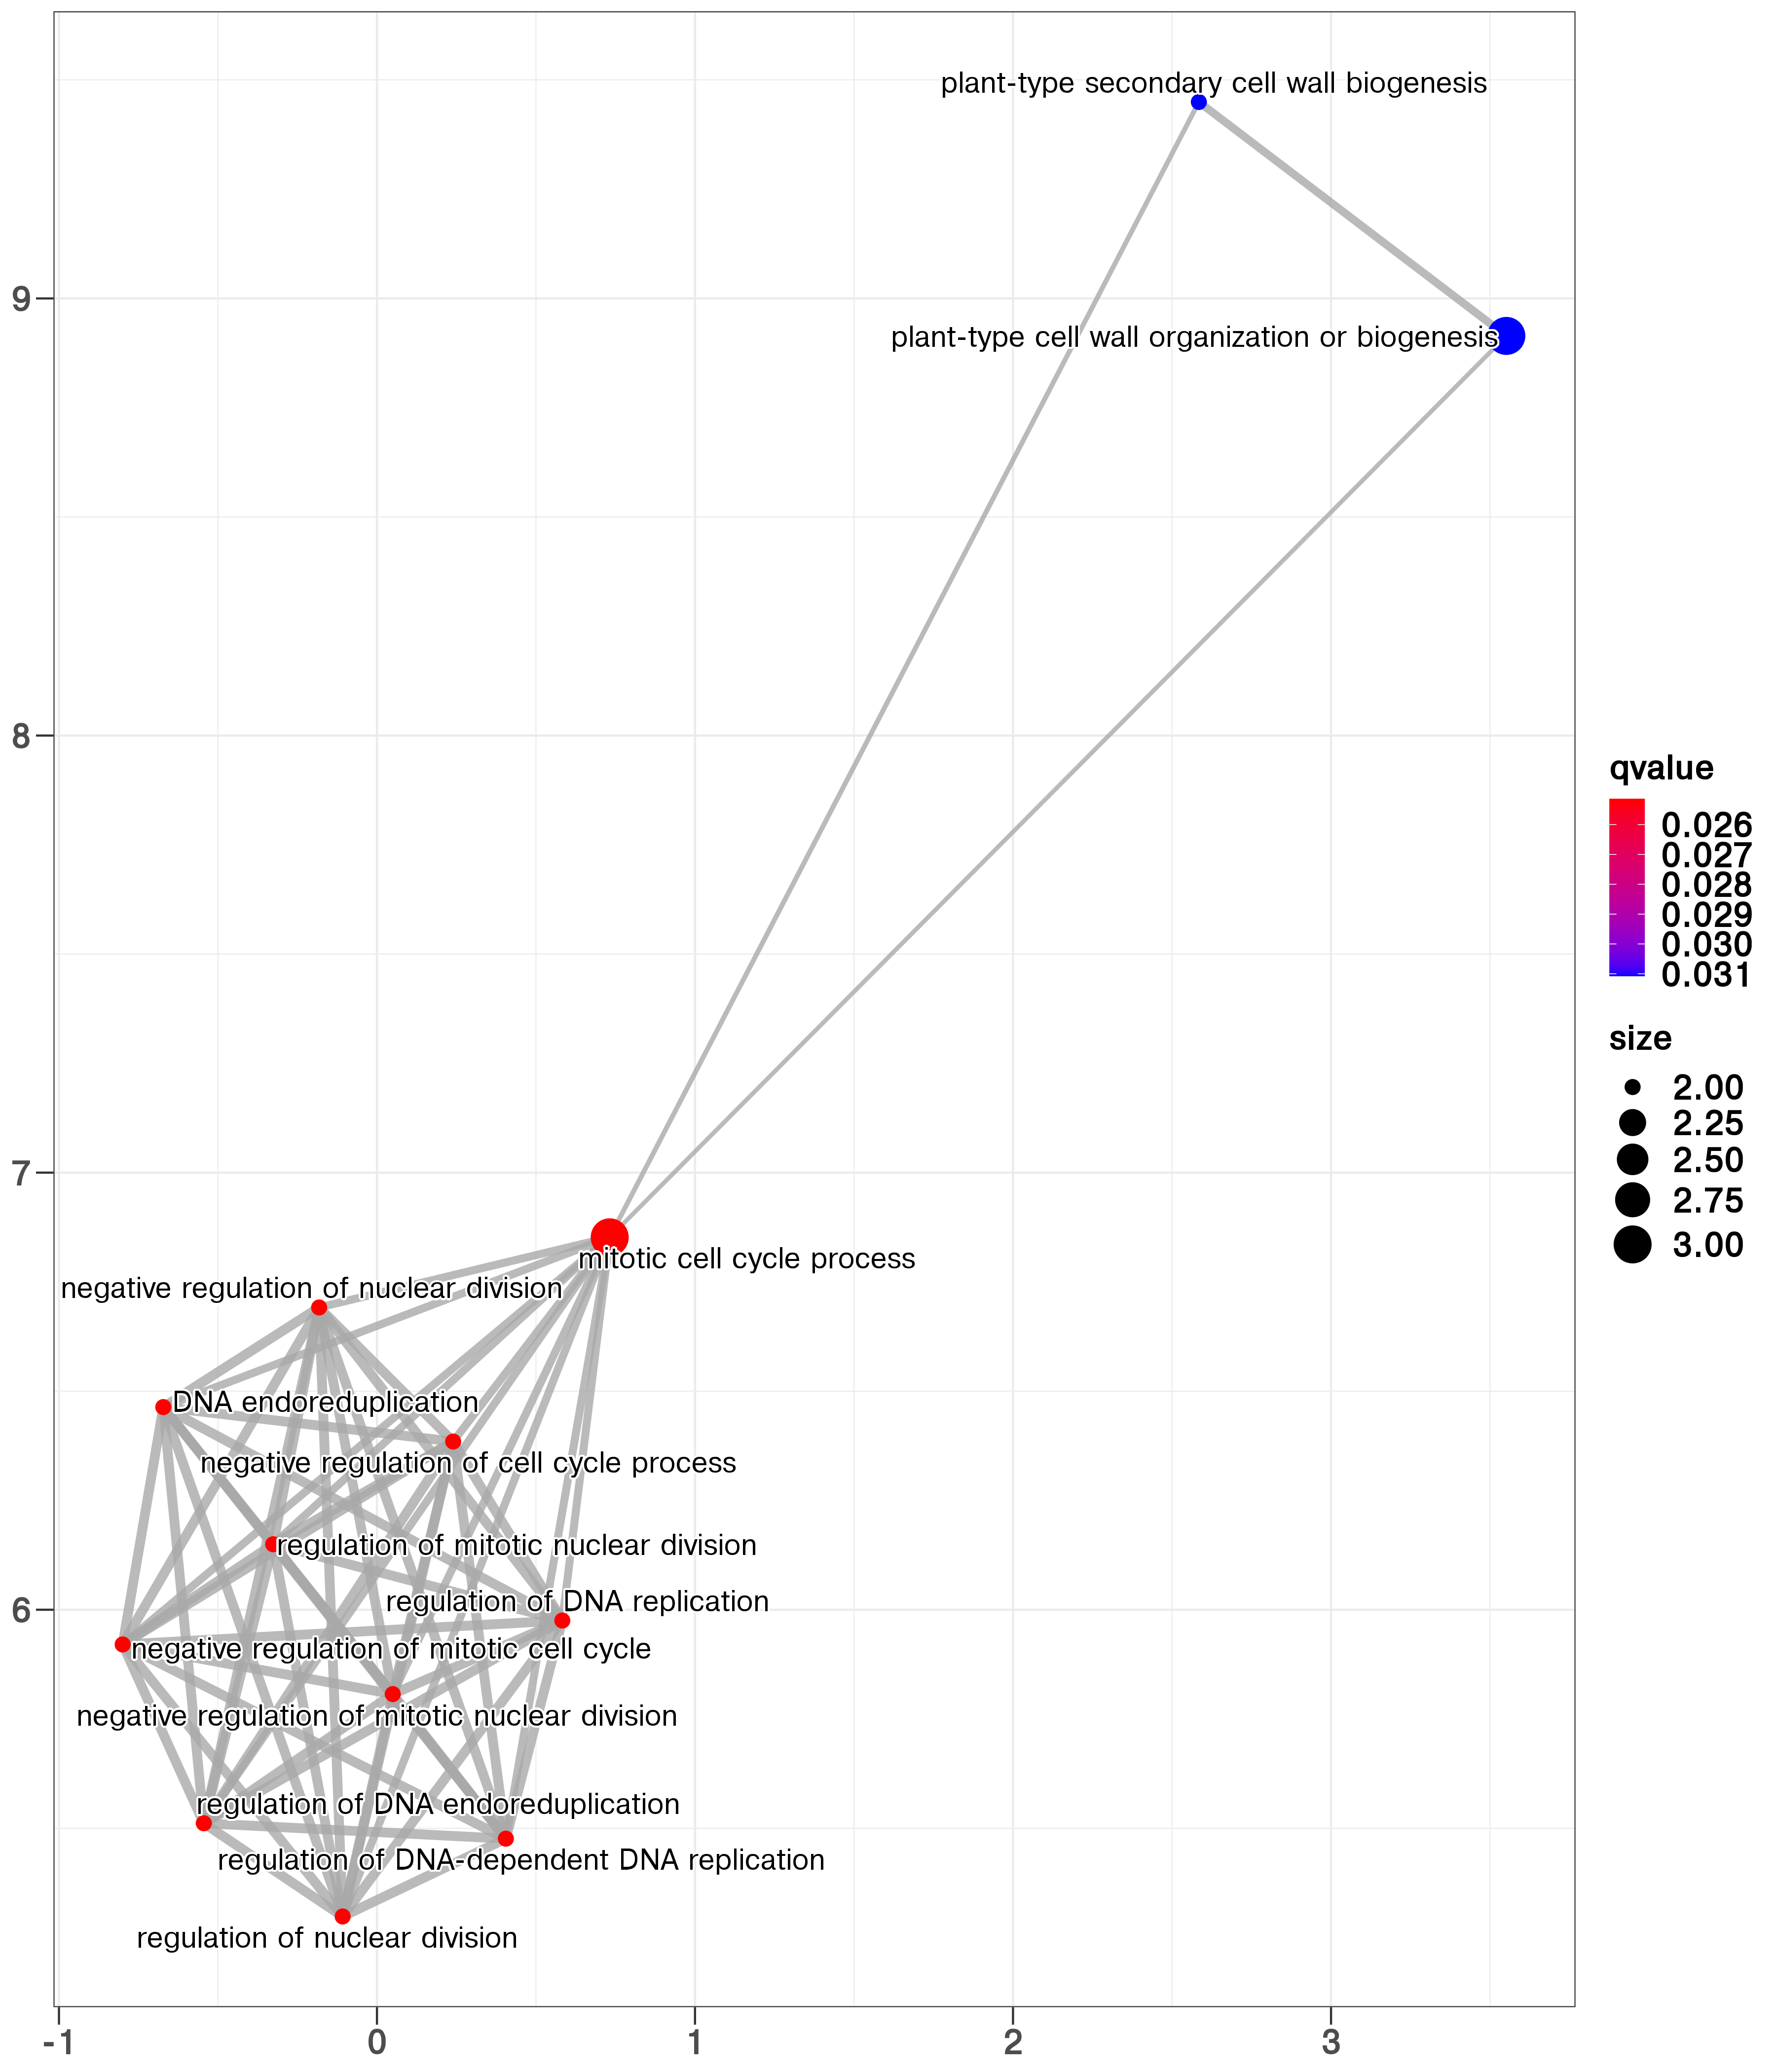 plant-type secondary cell wall biogenesis
9
plant-type cell wall organization or biogenesis
8
qvalue
0.026
0.027
0.028
0.029
0.030
0.031
size
2.00
2.25
2.50
2.75
3.00
7
mitotic cell cycle process
negative regulation of nuclear division
DNA endoreduplication
negative regulation of cell cycle process
regulation of mitotic nuclear division
regulation of DNA replication
6
negative regulation of mitotic cell cycle
negative regulation of mitotic nuclear division
regulation of DNA endoreduplication
regulation of DNA-dependent DNA replication
regulation of nuclear division
-1 0 1 2 3